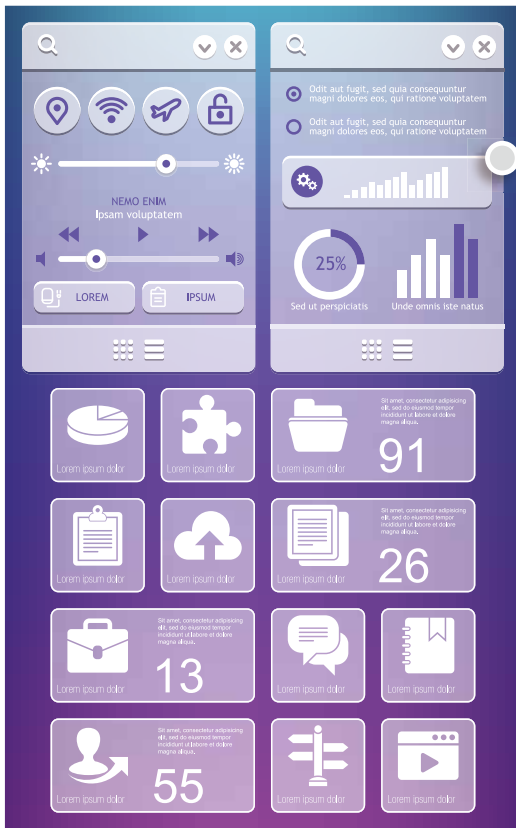 NEMO ENIM
Ipsam voluptatem
LOREM
IPSUM
Odit aut fugit, sed quia consequuntur
magni dolores eos, qui ratione voluptatem
Odit aut fugit, sed quia consequuntur
magni dolores eos, qui ratione voluptatem
25%
Sed ut perspiciatis
Unde omnis iste natus
Lorem ipsum dolor
Lorem ipsum dolor
Sit amet, consectetur adipisicing
elit, sed do eiusmod tempor
incididunt ut labore et dolore
magna aliqua.
91
Lorem ipsum dolor
Lorem ipsum dolor
Lorem ipsum dolor
Sit amet, consectetur adipisicing
elit, sed do eiusmod tempor
incididunt ut labore et dolore
magna aliqua.
26
Lorem ipsum dolor
Sit amet, consectetur adipisicing
elit, sed do eiusmod tempor
incididunt ut labore et dolore
magna aliqua.
13
Lorem ipsum dolor
Lorem ipsum dolor
Lorem ipsum dolor
Sit amet, consectetur adipisicing
elit, sed do eiusmod tempor
incididunt ut labore et dolore
magna aliqua.
55
Lorem ipsum dolor
Lorem ipsum dolor
Lorem ipsum dolor